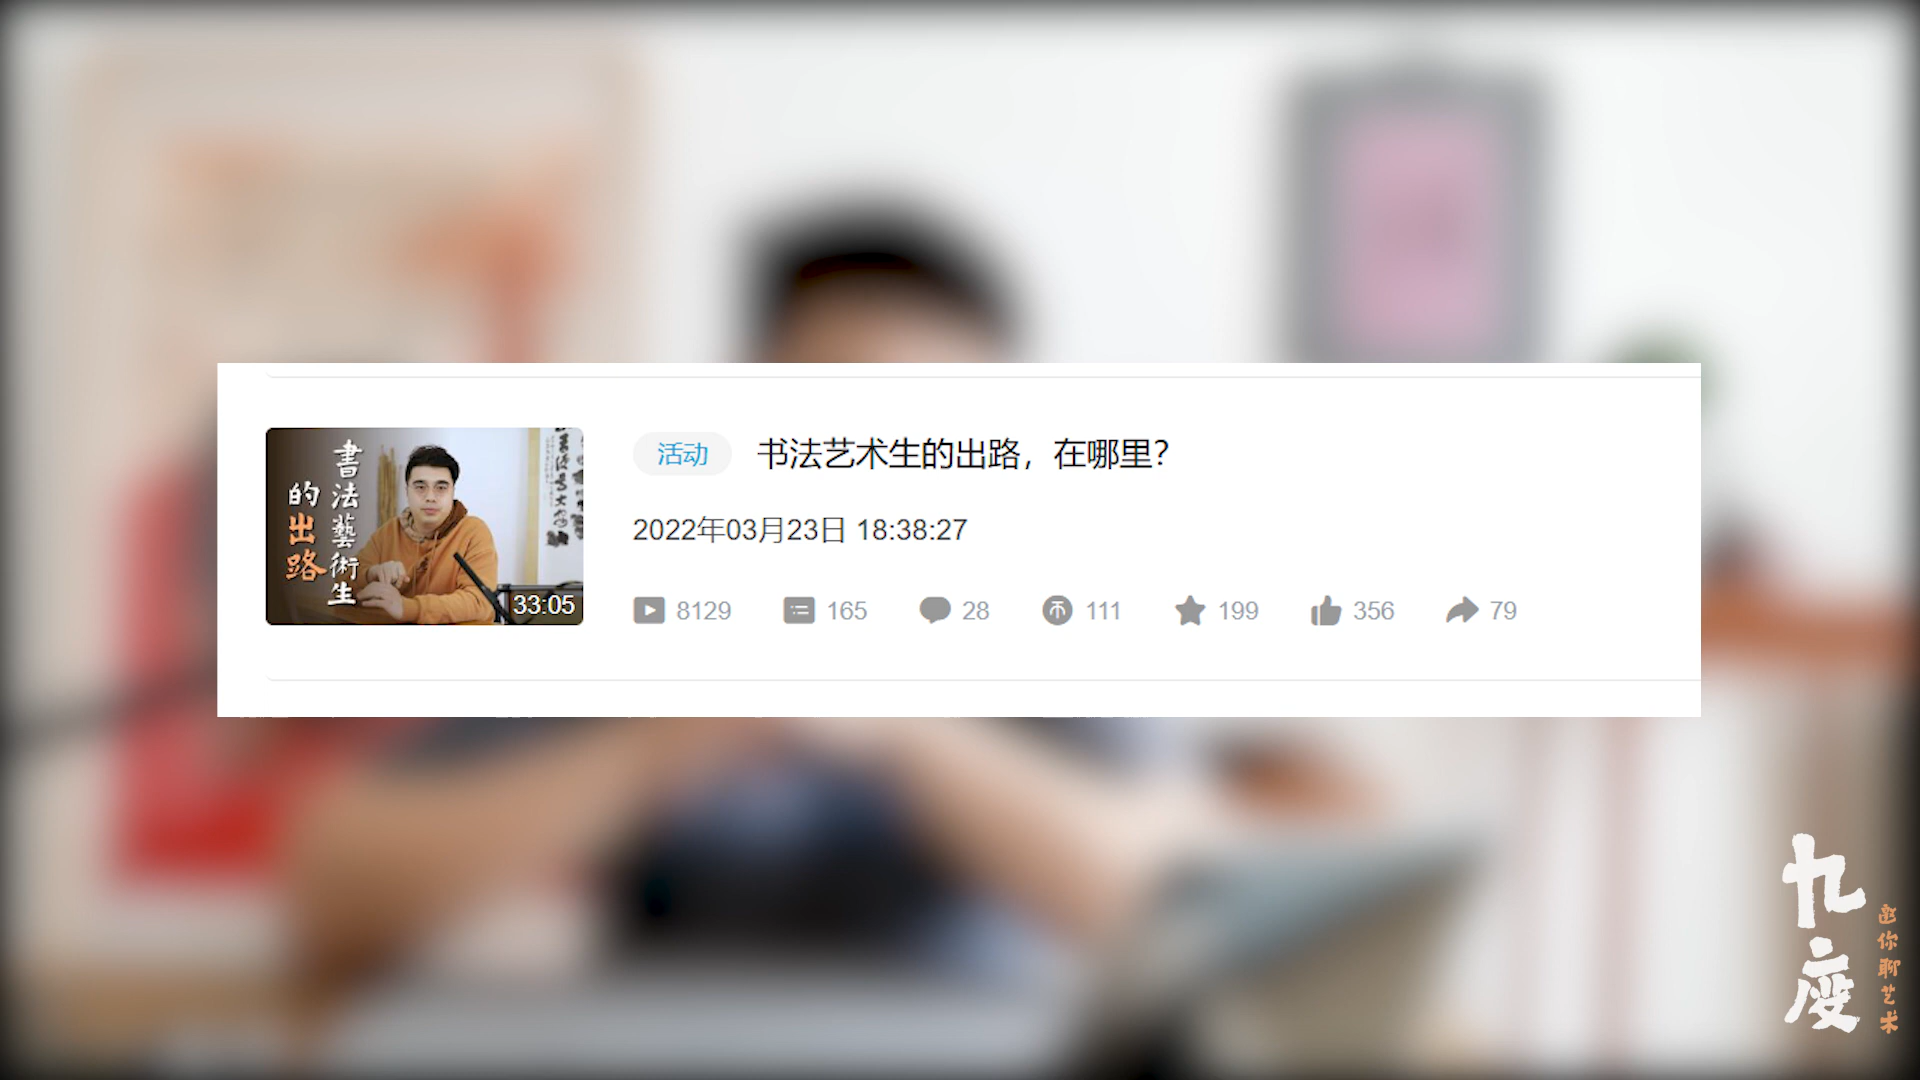 書法藝術生
的出路
33:05
活动 书法艺术生的出路，在哪里？
2022年03月23日 18:38:27
8129 165 28 111 199 356 79
九度
邀你聊艺术